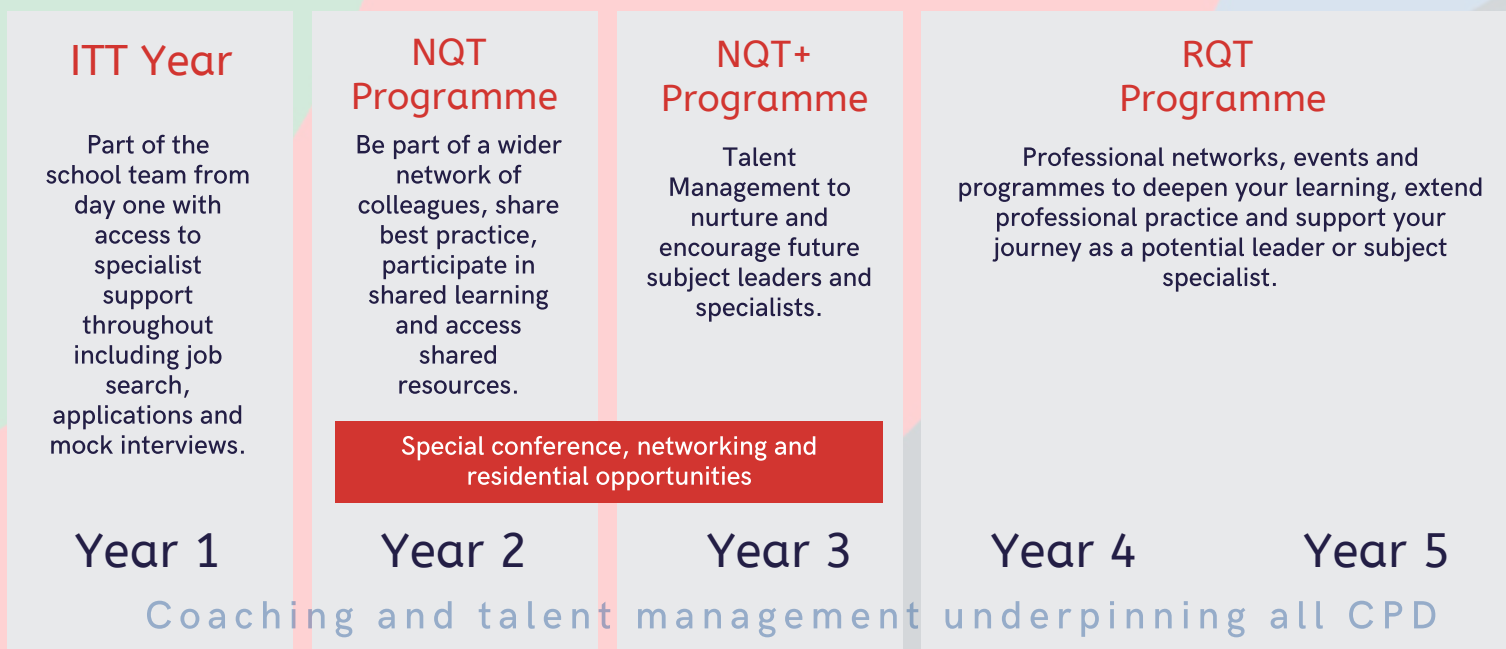 ITT Year
Part of the
school team from
day one with
access to
specialist
support
throughout
including job
search,
applications and
mock interviews.
Year 1
NQT
Programme
Be part of a wider
network of
colleagues, share
best practice,
participate in
shared learning
and access
shared
resources.
Year 2
NQT+
Programme
Talent
Management to
nurture and
encourage future
subject leaders and
specialists.
Special conference, networking and
residential opportunities
Year 3
RQT
Programme
Professional networks, events and
programmes to deepen your learning, extend
professional practice and support your
journey as a potential leader or subject
specialist.
Year 4
Year 5
Coaching and talent management underpinning all CPD